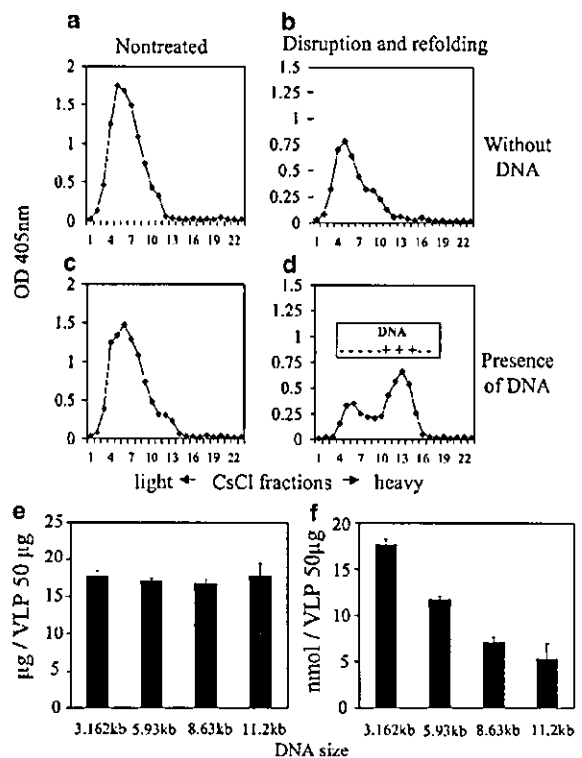 a
b
Nontreated
Disruption and refolding
2
1.5
1
0.5
0
1 4 7 10 13 16 19 22
1.5
1.25
1
0.75
0.5
0.25
0
1 4 7 10 13 16 19 22
Without
DNA
OD 405nm
c
d
2
1.5
1
0.5
0
1 4 7 10 13 16 19 22
1.5
1.25
1
0.75
0.5
0.25
0
DNA
- - - - - + + + - -
1 4 7 10 13 16 19 22
Presence
of DNA
light ← CsCl fractions → heavy
e
f
µg / VLP 50 µg
25
20
15
10
5
0
3.162kb 5.93kb 8.63kb 11.2kb
nmol / VLP 50µg
20
15
10
5
0
3.162kb 5.93kb 8.63kb 11.2kb
DNA size